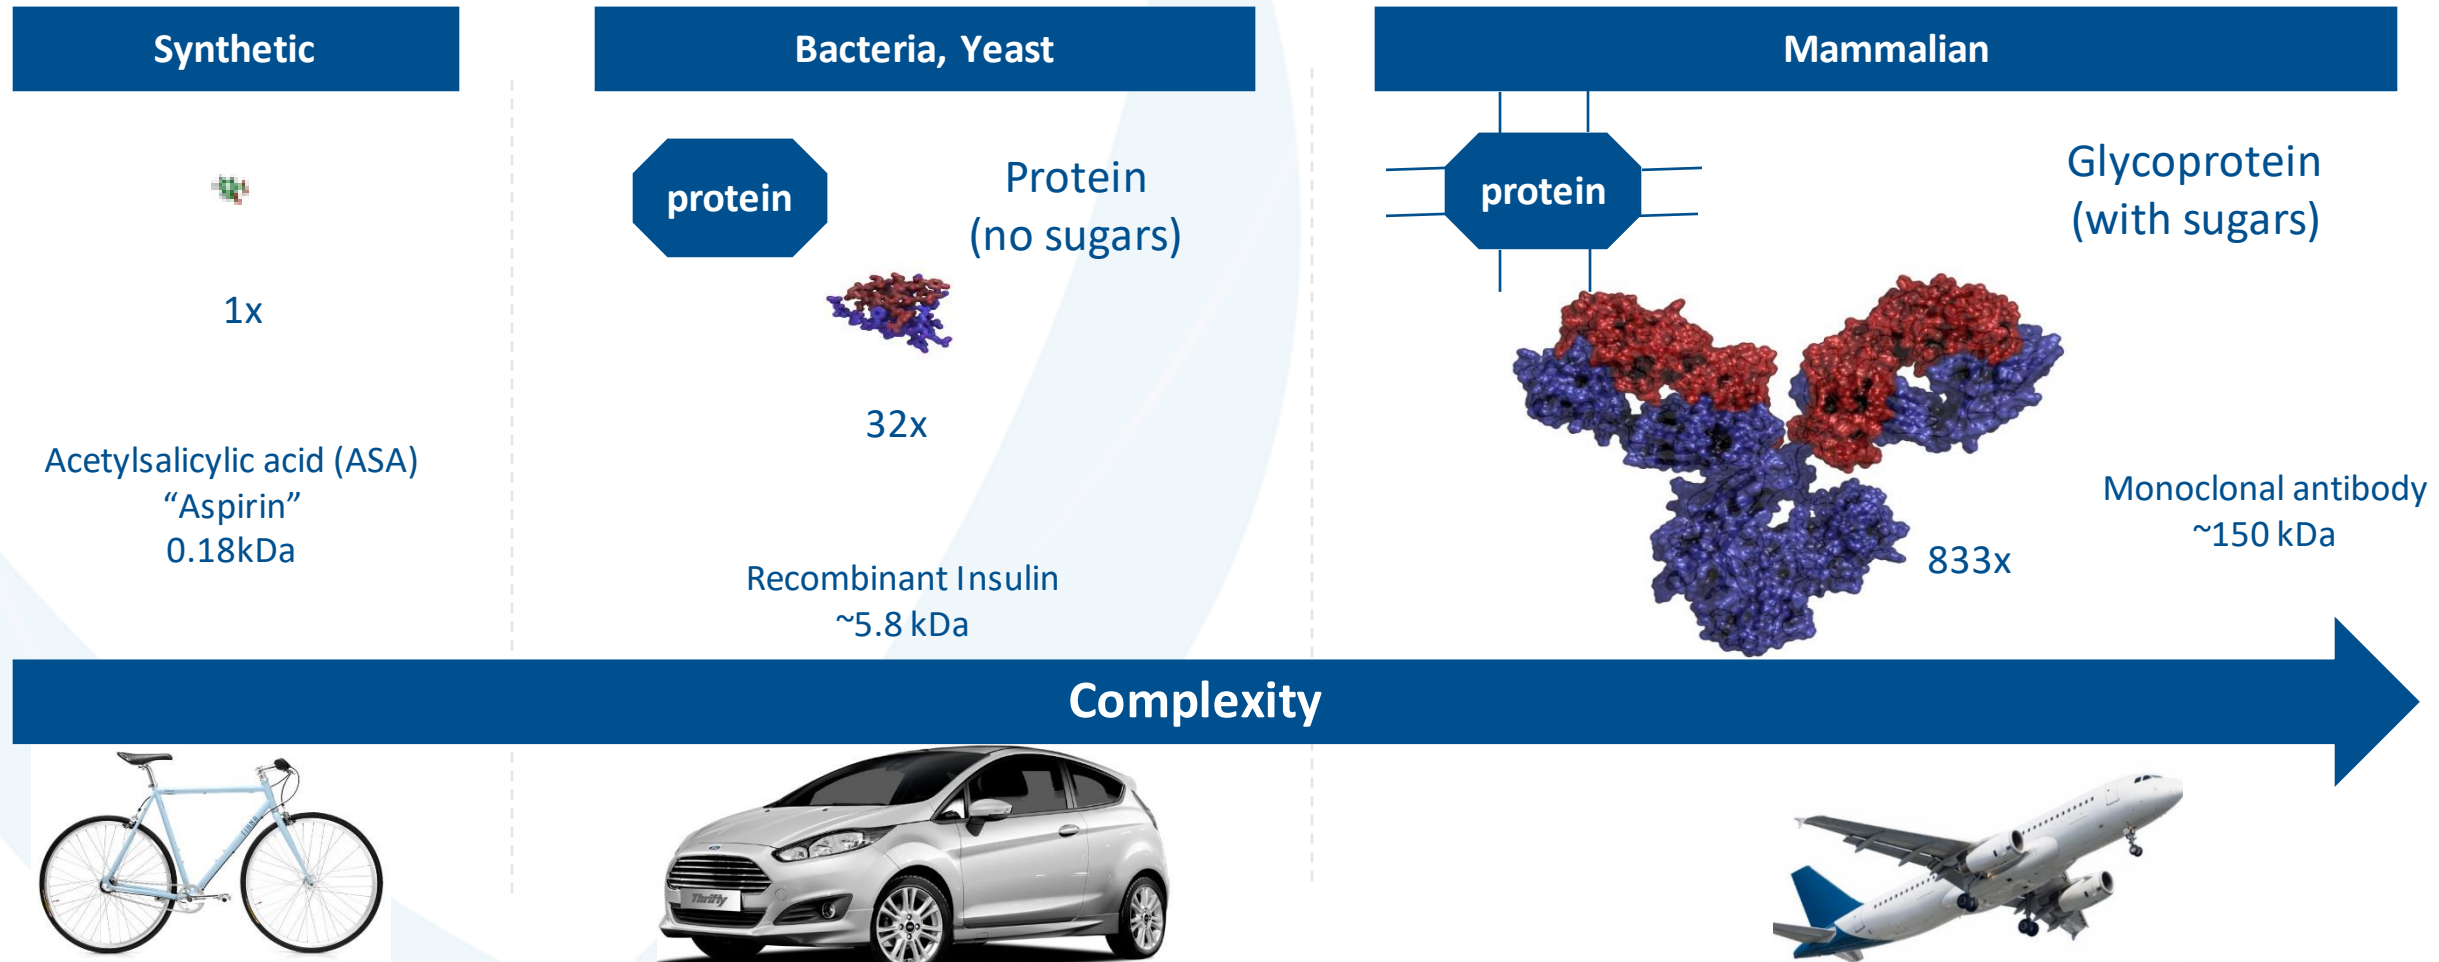 Synthetic
1x
Acetylsalicylic acid (ASA)
“Aspirin”
0.18kDa
Bacteria, Yeast
protein
Protein
(no sugars)
32x
Recombinant Insulin
~5.8 kDa
Mammalian
protein
Glycoprotein
(with sugars)
833x
Monoclonal antibody
~150 kDa
Complexity
Thrifty